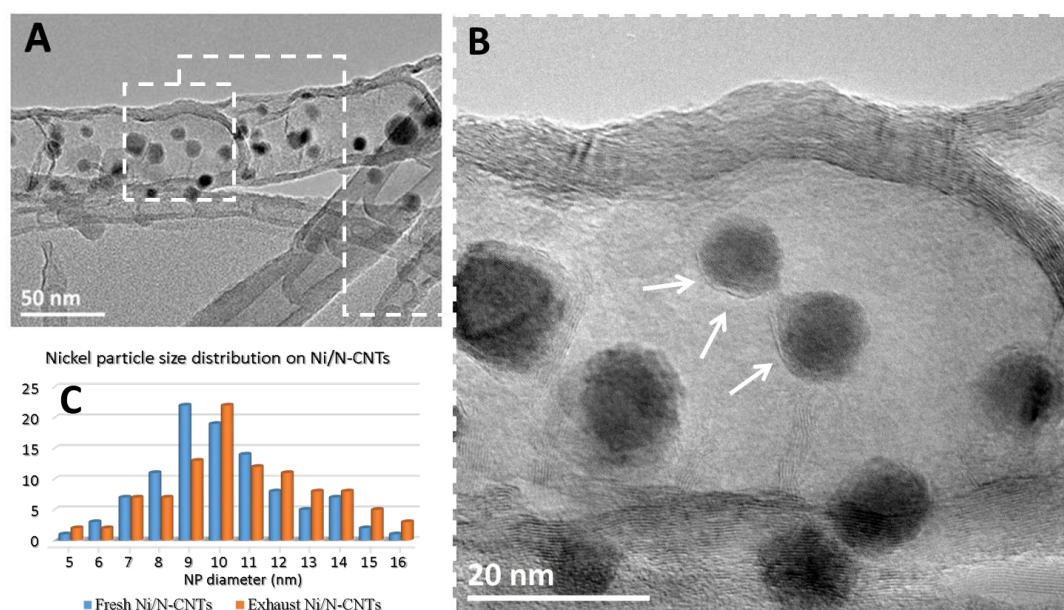 A
50 nm
B
20 nm
Nickel particle size distribution on Ni/N-CNTs
C
25
20
15
10
5
0
5 6 7 8 9 10 11 12 13 14 15 16
NP diameter (nm)
Fresh Ni/N-CNTs Exhaust Ni/N-CNTs